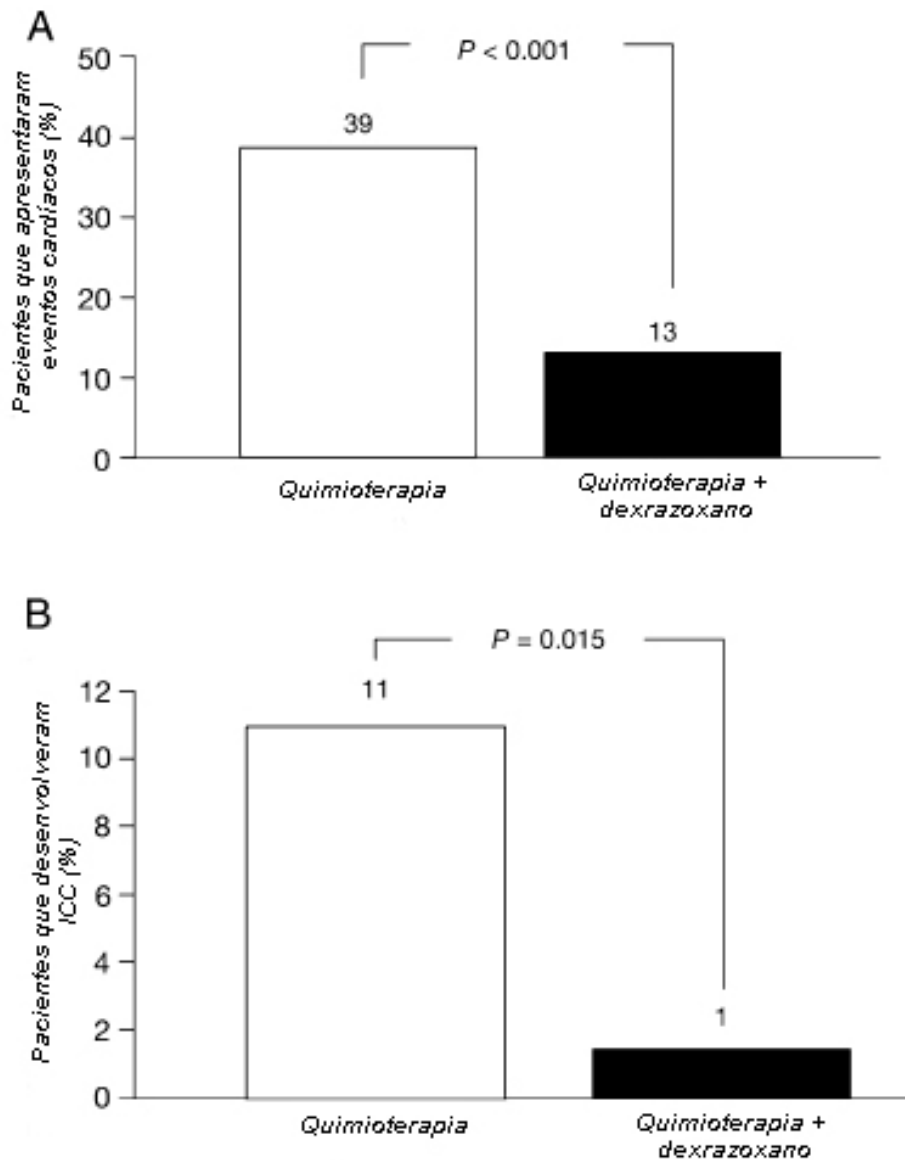 A
P < 0.001
50
40
30
20
10
0
Pacientes que apresentaram
eventos cardíacos (%)
39
13
Quimioterapia
Quimioterapia +
dexrazoxano
B
P = 0.015
12
10
8
6
4
2
0
Pacientes que desenvolveram
ICC (%)
11
1
Quimioterapia
Quimioterapia +
dexrazoxano